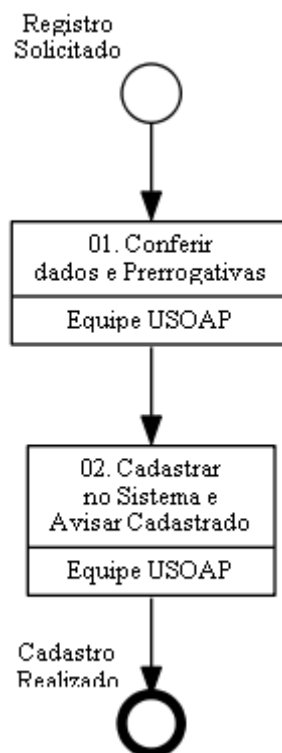 Registro
Solicitado
01. Conferir
dados e Prerrogativas
Equipe USOAP
02. Cadastrar
no Sistema e
Avisar Cadastrado
Equipe USOAP
Cadastro
Realizado